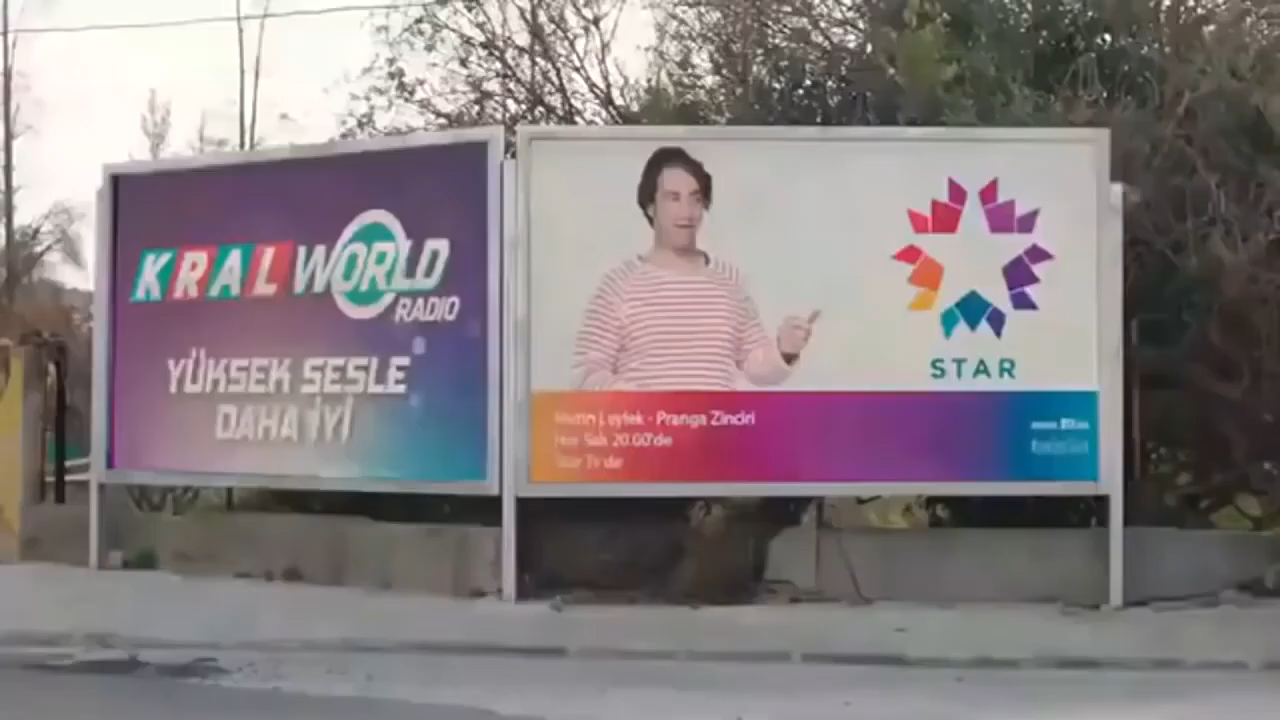 KRAL WORLD
RADIO
YÜKSEK SESLE
DAHA İYİ
STAR
- Pranga Zinciri
20.00'de